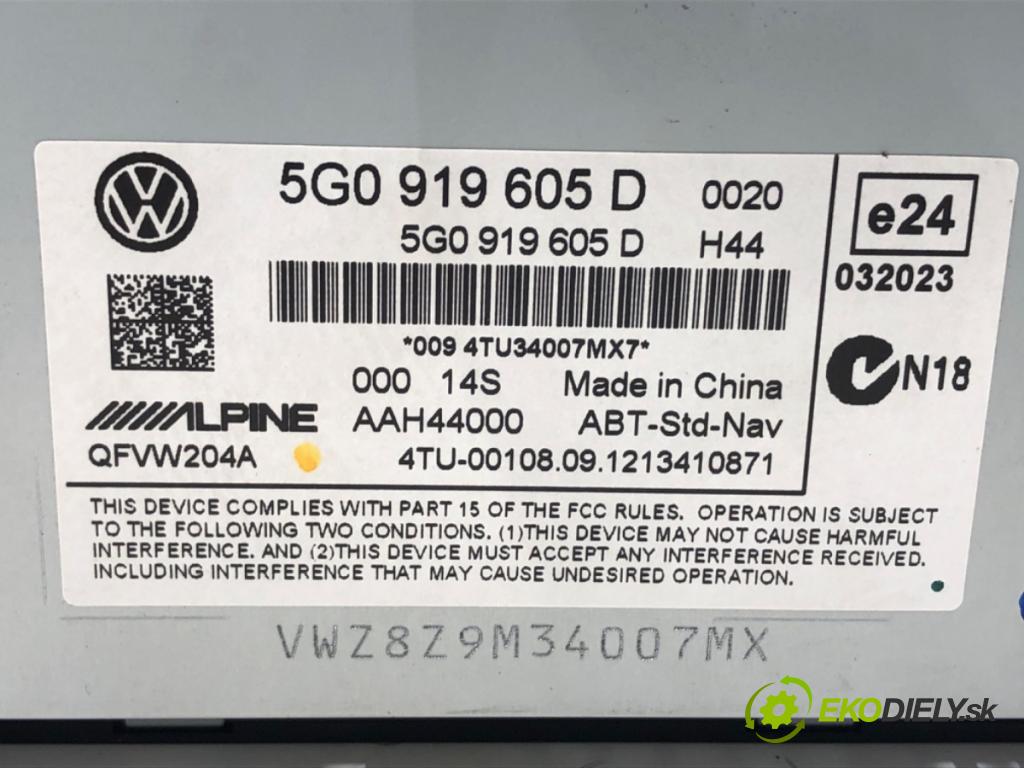 5G0 919 605 D 0020
5G0 919 605 D H44
e24
032023
*009 4TU34007MX7*
N18
000 14S Made in China
ALPINE AAH44000 ABT-Std-Nav
QFVW204A 4TU-00108.09.1213410871
THIS DEVICE COMPLIES WITH PART 15 OF THE FCC RULES. OPERATION IS SUBJECT
TO THE FOLLOWING TWO CONDITIONS. (1)THIS DEVICE MAY NOT CAUSE HARMFUL
INTERFERENCE. AND (2)THIS DEVICE MUST ACCEPT ANY INTERFERENCE RECEIVED.
INCLUDING INTERFERENCE THAT MAY CAUSE UNDESIRED OPERATION.
VWZ8Z9M34007MX
EKODIELY.sk